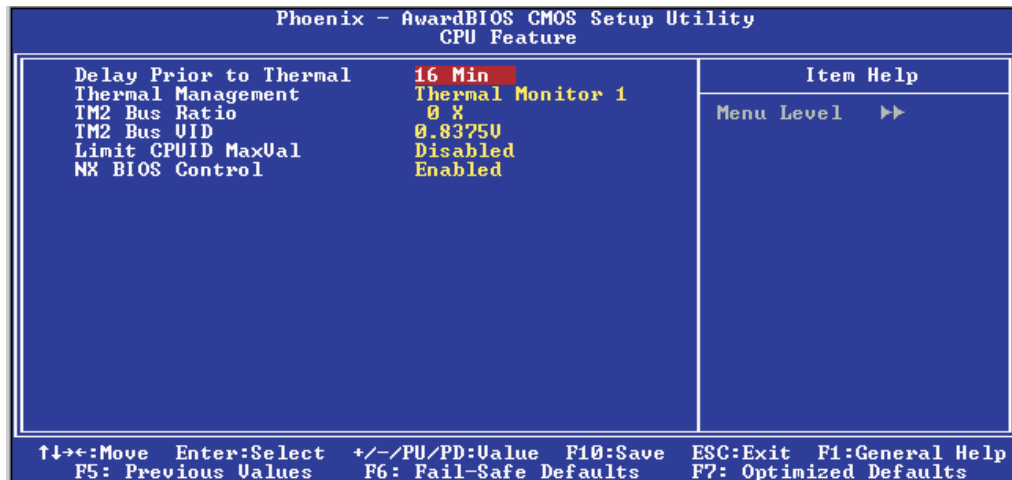 Phoenix - AwardBIOS CMOS Setup Utility
CPU Feature
Delay Prior to Thermal 16 Min
Thermal Management Thermal Monitor 1
TM2 Bus Ratio 0 X
TM2 Bus VID 0.8375V
Limit CPUID MaxVal Disabled
NX BIOS Control Enabled
Item Help
Menu Level ►►
↑↓→←:Move Enter:Select +/-/PU/PD:Value F10:Save ESC:Exit F1:General Help
F5: Previous Values F6: Fail-Safe Defaults F7: Optimized Defaults